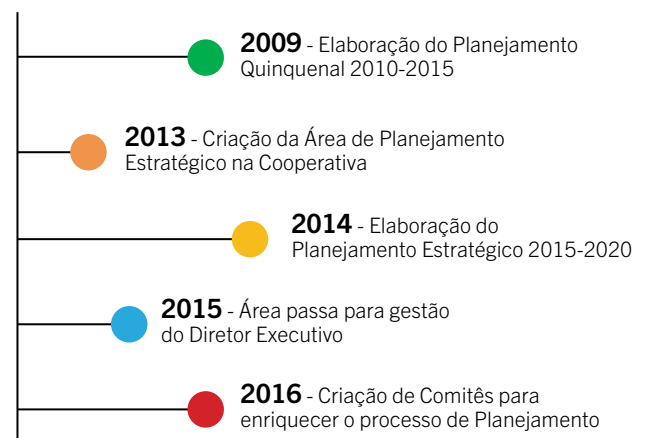 2009 - Elaboração do Planejamento
Quinquenal 2010-2015
2013 - Criação da Área de Planejamento
Estratégico na Cooperativa
2014 - Elaboração do
Planejamento Estratégico 2015-2020
2015 - Área passa para gestão
do Diretor Executivo
2016 - Criação de Comitês para
enriquecer o processo de Planejamento